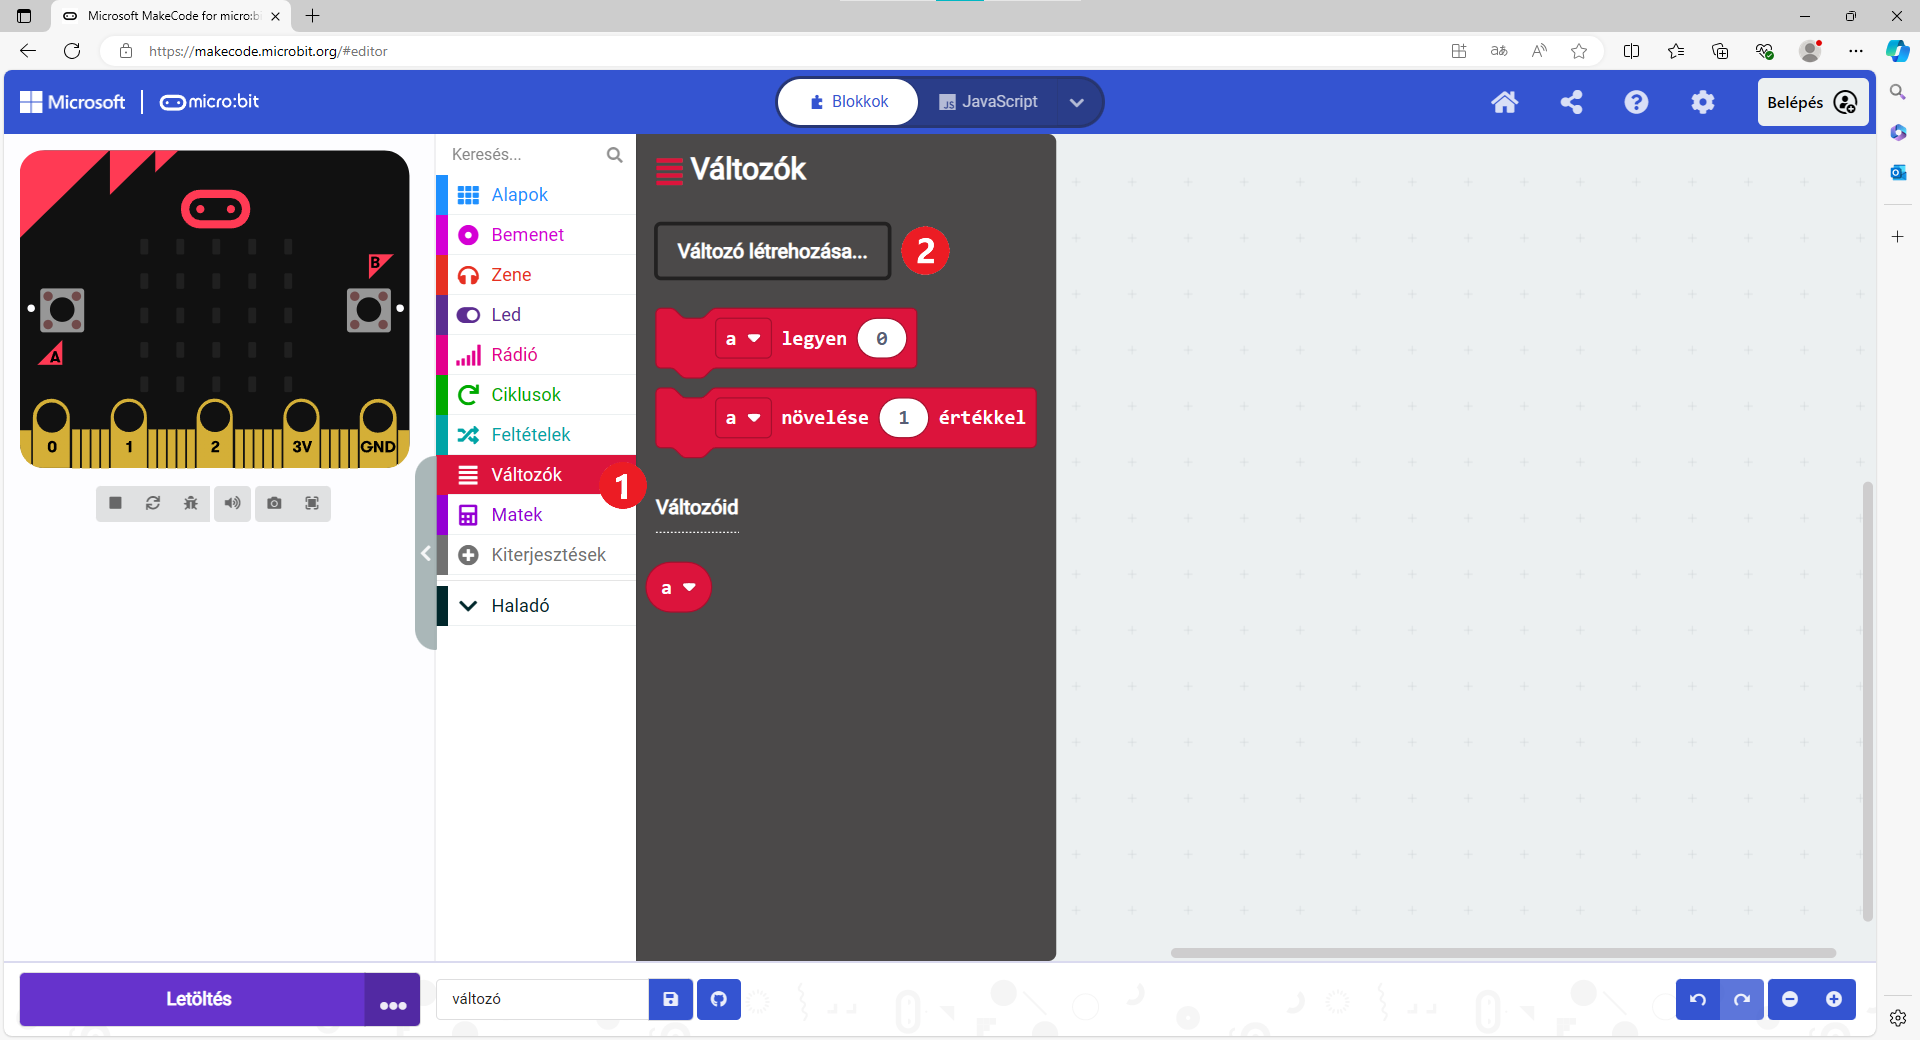 Microsoft MakeCode for micro:bi
https://makecode.microbit.org/#editor
Microsoft
micro:bit
Blokkok
JavaScript
Belépés
Keresés...
Alapok
Bemenet
Zene
Led
Rádió
Ciklusok
Feltételek
Változók
1
Matek
Kiterjesztések
Haladó
Változók
Változó létrehozása...
2
a legyen 0
a növelése 1 értékkel
Változóid
a
B
A
0 1 2 3V GND
Letöltés
változó